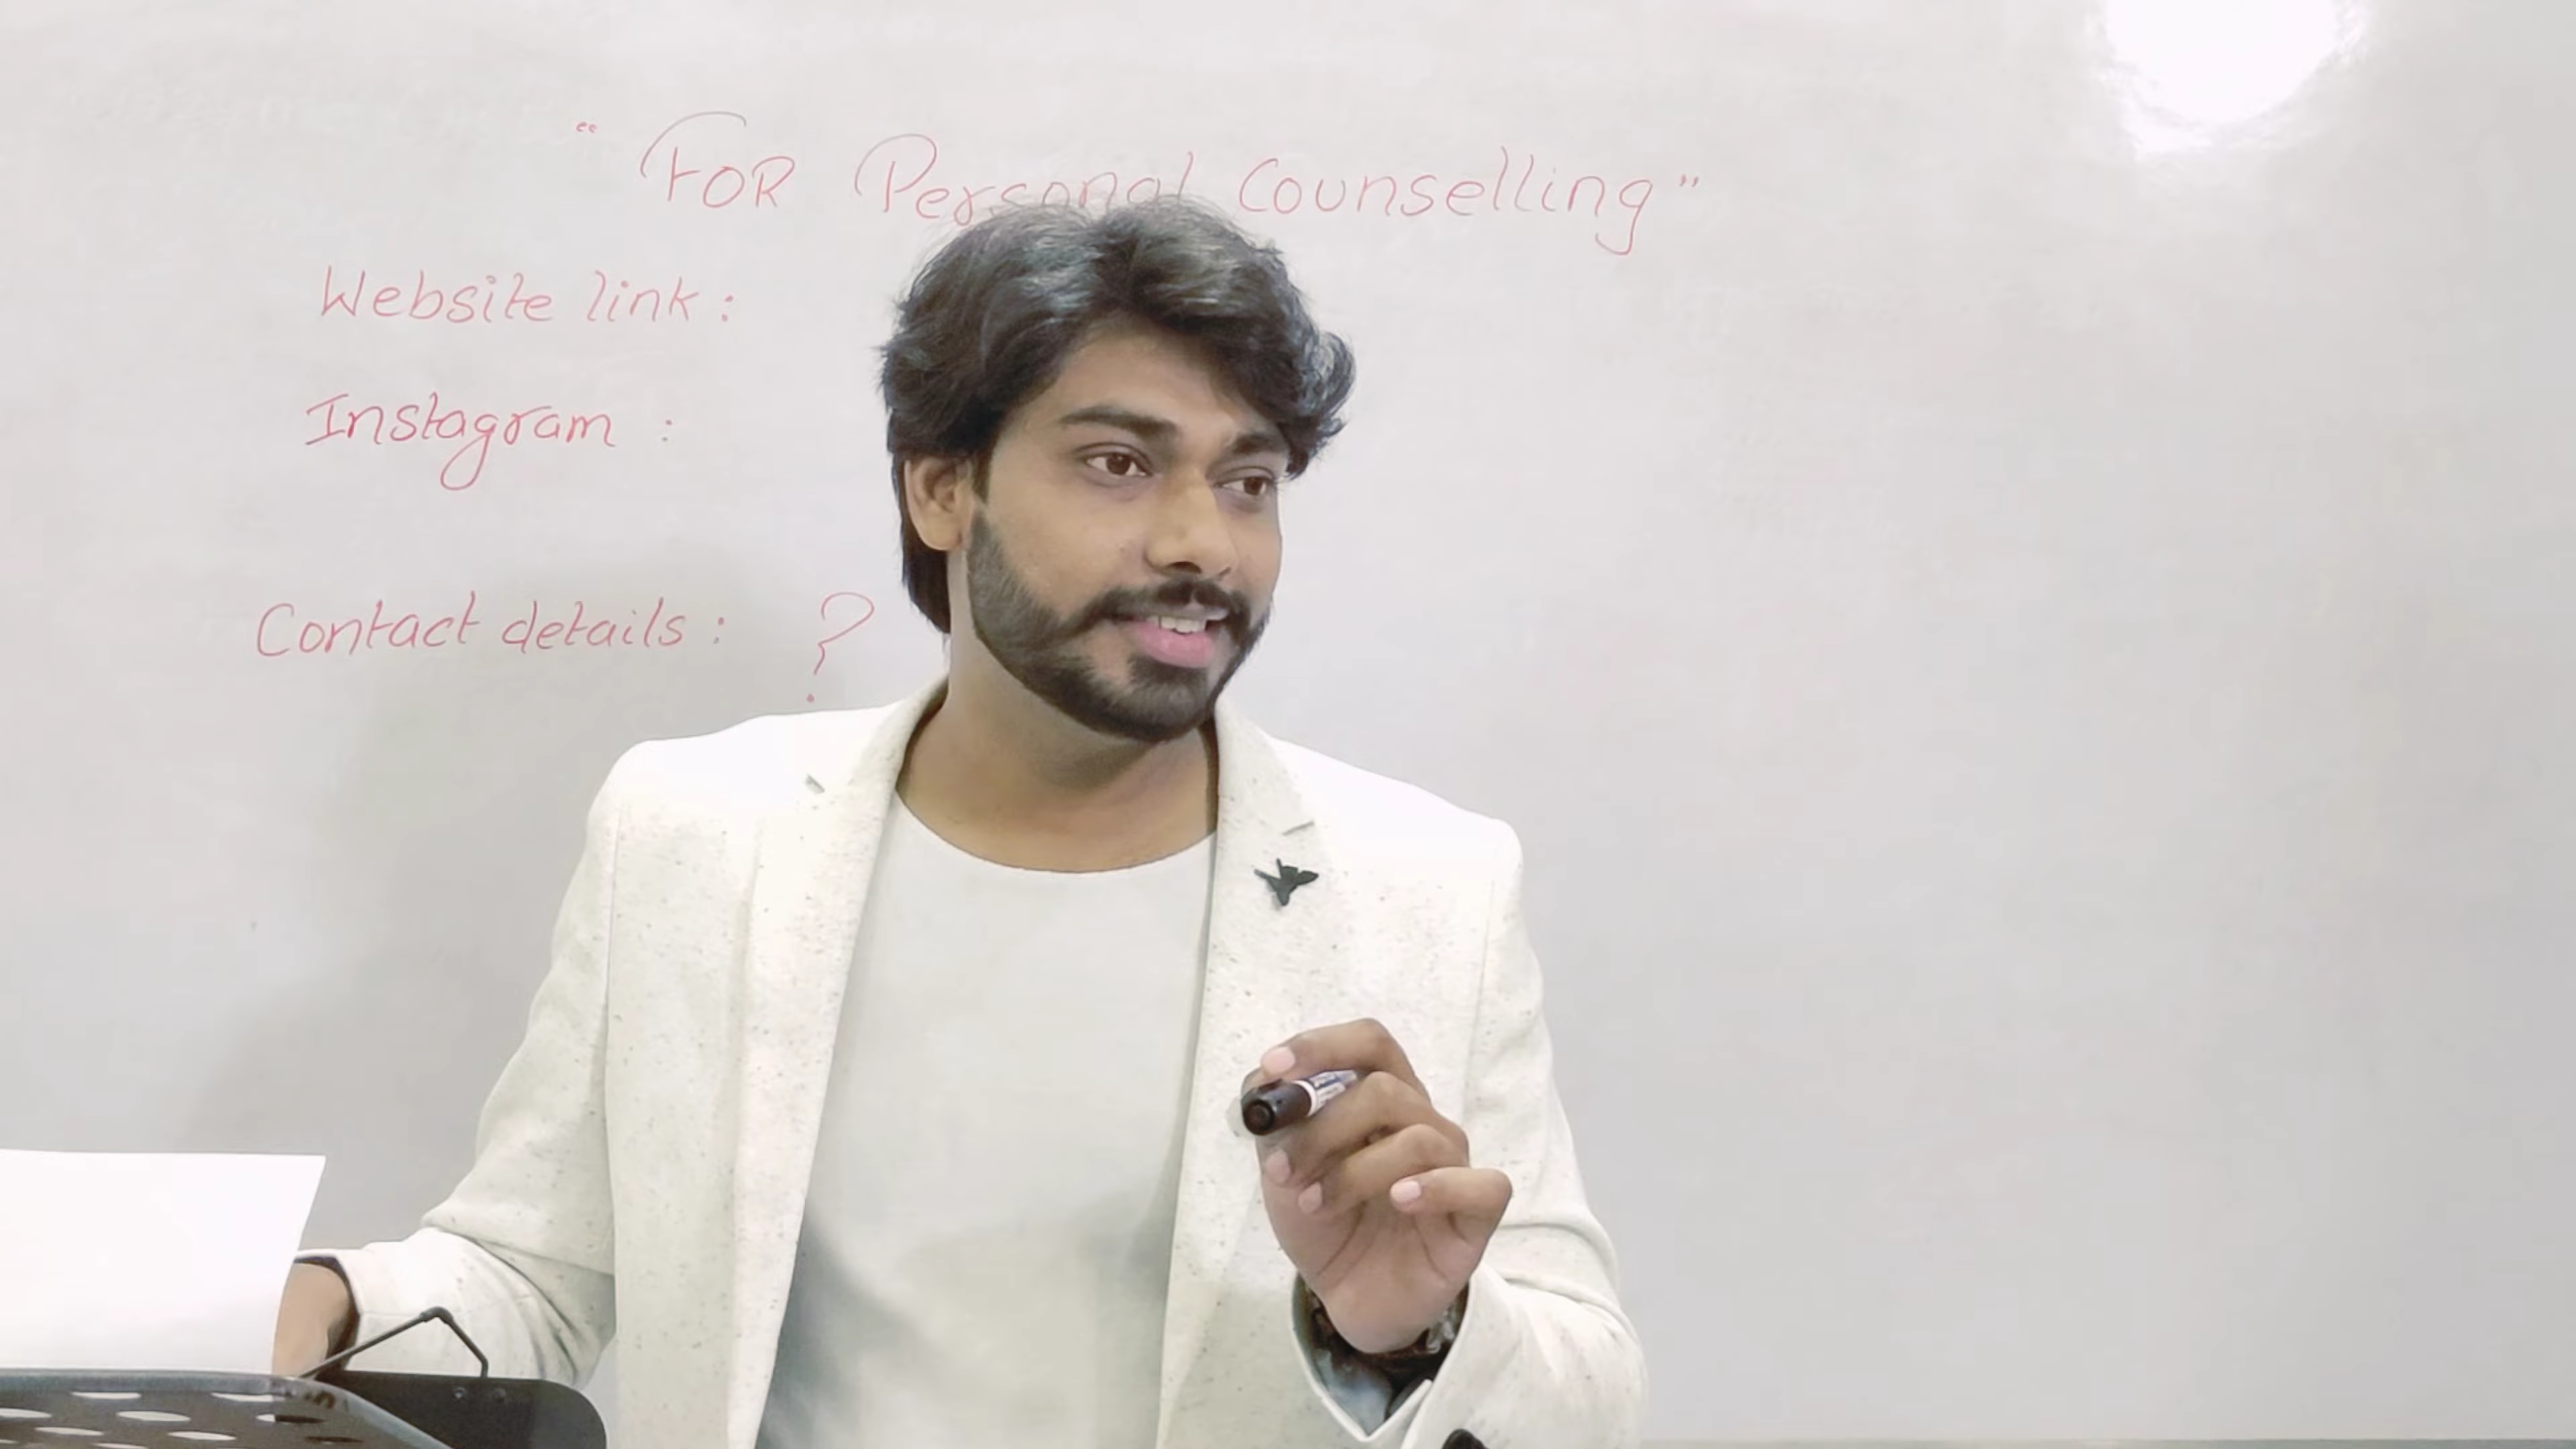 “ FOR Personal Counselling ”
Website link :
Instagram :
Contact details : ?